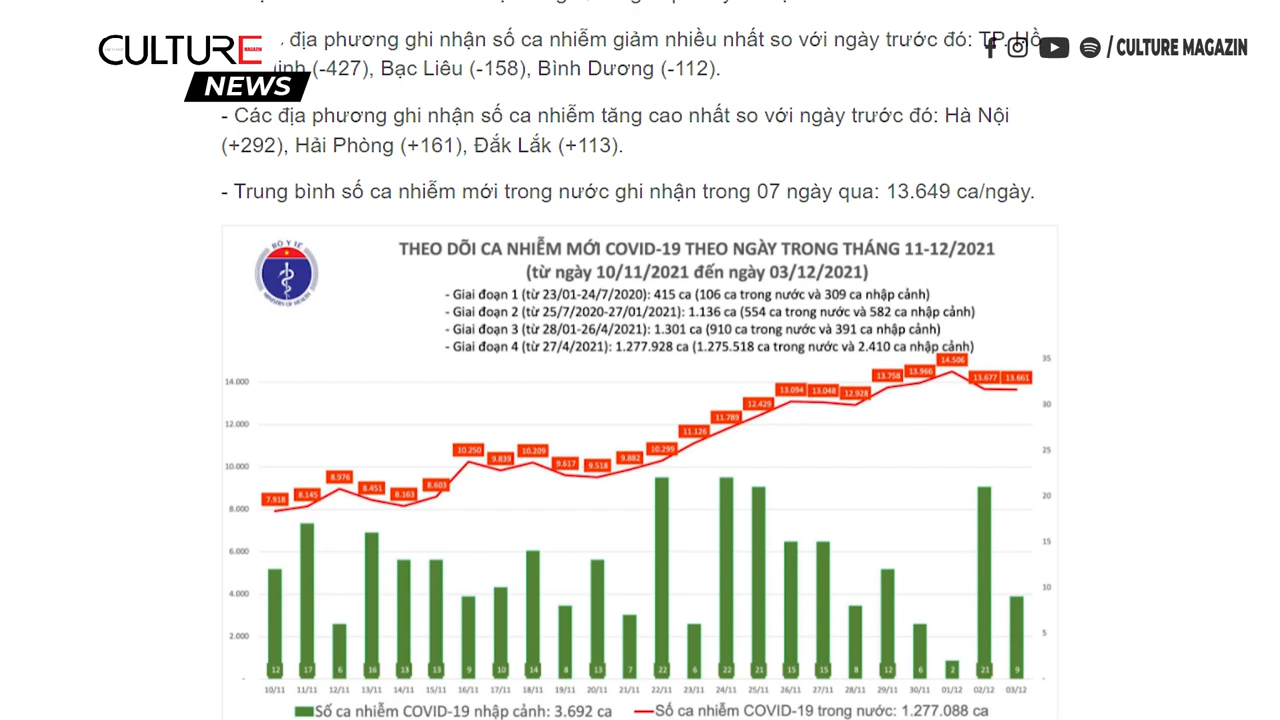 CULTURE
MAGAZIN
NEWS
/ CULTURE MAGAZIN
địa phương ghi nhận số ca nhiễm giảm nhiều nhất so với ngày trước đó: TP. Hồ
(-427), Bạc Liêu (-158), Bình Dương (-112).
- Các địa phương ghi nhận số ca nhiễm tăng cao nhất so với ngày trước đó: Hà Nội
(+292), Hải Phòng (+161), Đắk Lắk (+113).
- Trung bình số ca nhiễm mới trong nước ghi nhận trong 07 ngày qua: 13.649 ca/ngày.
BỘ Y TẾ
MINISTRY OF HEALTH
THEO DÕI CA NHIỄM MỚI COVID-19 THEO NGÀY TRONG THÁNG 11-12/2021
(từ ngày 10/11/2021 đến ngày 03/12/2021)
- Giai đoạn 1 (từ 23/01-24/7/2020): 415 ca (106 ca trong nước và 309 ca nhập cảnh)
- Giai đoạn 2 (từ 25/7/2020-27/01/2021): 1.136 ca (554 ca trong nước và 582 ca nhập cảnh)
- Giai đoạn 3 (từ 28/01-26/4/2021): 1.301 ca (910 ca trong nước và 391 ca nhập cảnh)
- Giai đoạn 4 (từ 27/4/2021): 1.277.928 ca (1.275.518 ca trong nước và 2.410 ca nhập cảnh)
14.000
12.000
10.000
8.000
6.000
4.000
2.000
-
35
30
25
20
15
10
5
-
7.918 8.145 8.976 8.451 8.163 8.603 10.250 9.839 10.209 9.617 9.518 9.882 10.299 11.126 11.789 12.429 13.094 13.048 12.928 13.758 13.966 14.506 13.677 13.661
12 17 6 16 13 13 9 10 14 8 13 7 22 6 22 21 15 15 8 12 6 2 21 9
10/11 11/11 12/11 13/11 14/11 15/11 16/11 17/11 18/11 19/11 20/11 21/11 22/11 23/11 24/11 25/11 26/11 27/11 28/11 29/11 30/11 01/12 02/12 03/12
Số ca nhiễm COVID-19 nhập cảnh: 3.692 ca
Số ca nhiễm COVID-19 trong nước: 1.277.088 ca